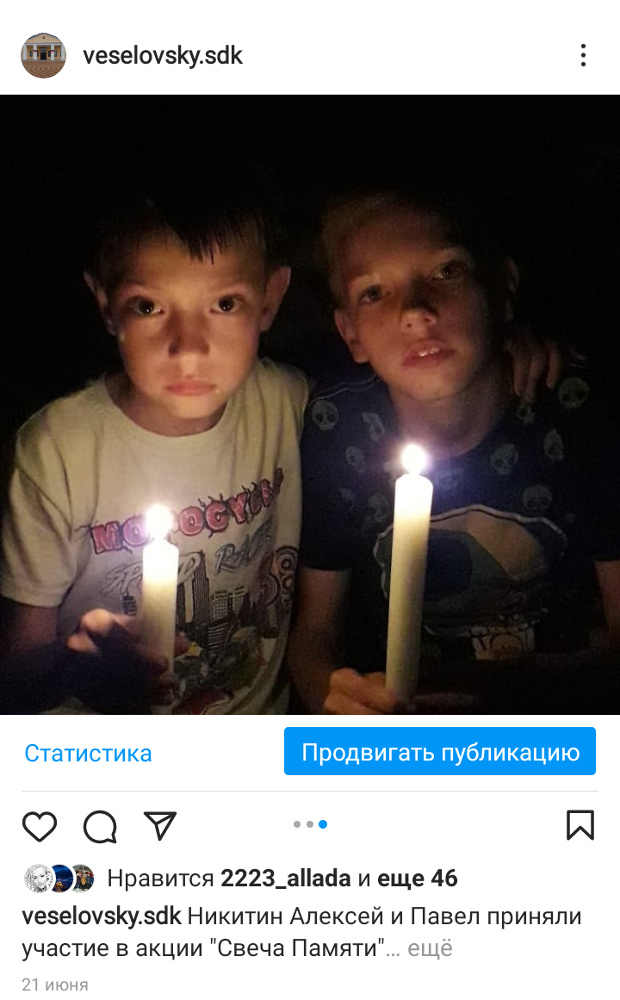 veselovsky.sdk
MOTOCYCLE
SPEED
Статистика
Продвигать публикацию
Нравится 2223_allada и еще 46
veselovsky.sdk Никитин Алексей и Павел приняли
участие в акции "Свеча Памяти"... ещё
21 июня